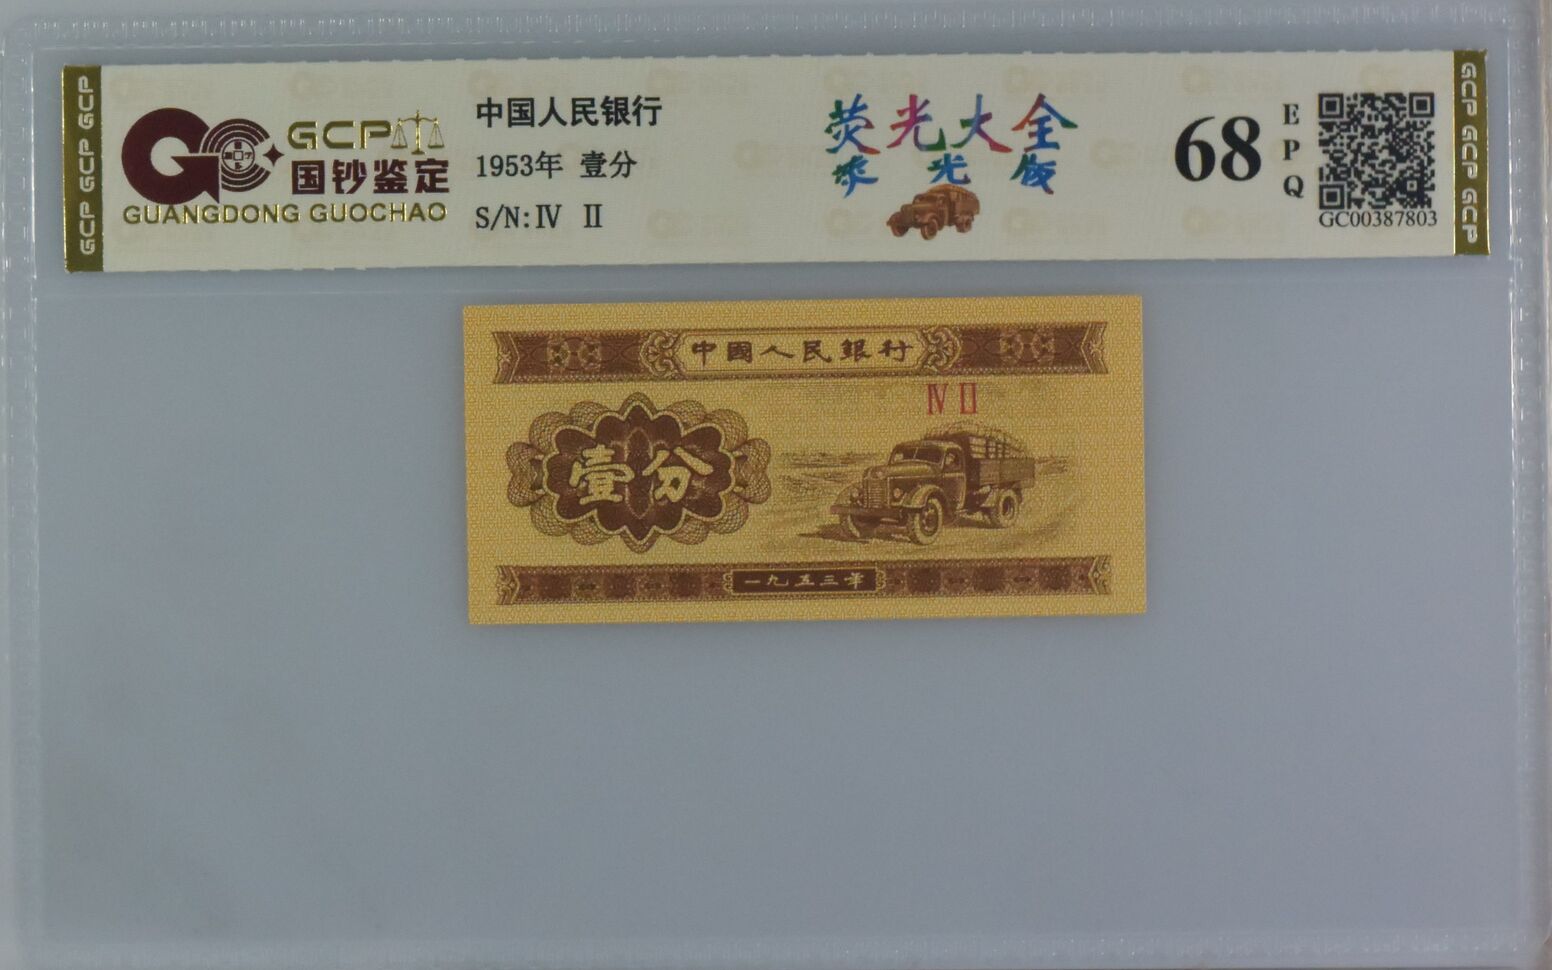 GCP GCP GCP
GCP
国钞鉴定
GUANGDONG GUOCHAO
中国人民银行
1953年 壹分
S/N:Ⅳ Ⅱ
荧光大全
光版
68
EPQ
GC00387803
GCP GCP GCP
中國人民銀行
Ⅳ Ⅱ
壹分
一九五三年